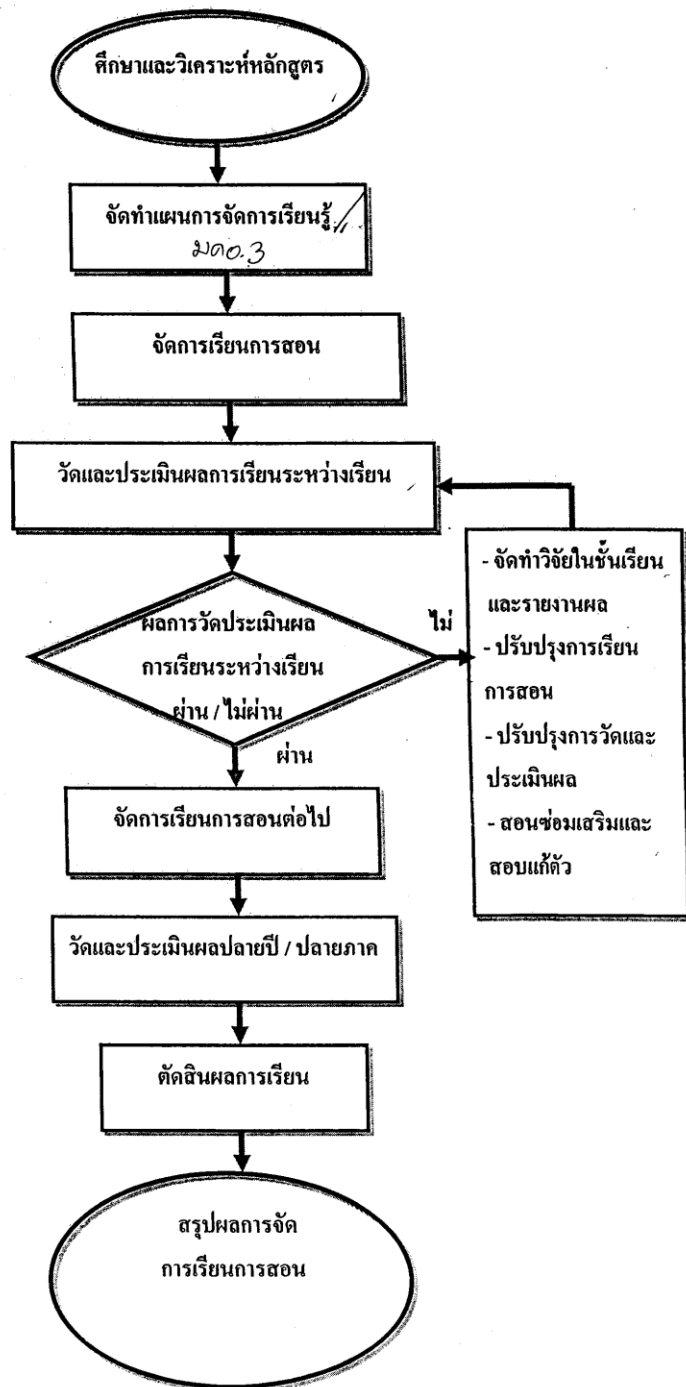 ศึกษาและวิเคราะห์หลักสูตร
จัดทำแผนการจัดการเรียนรู้
มคอ.3
จัดการเรียนการสอน
วัดและประเมินผลการเรียนระหว่างเรียน
ผลการวัดประเมินผล
การเรียนระหว่างเรียน
ผ่าน / ไม่ผ่าน
ไม่
ผ่าน
- จัดทำวิจัยในชั้นเรียน
และรายงานผล
- ปรับปรุงการเรียน
การสอน
- ปรับปรุงการวัดและ
ประเมินผล
- สอนซ่อมเสริมและ
สอบแก้ตัว
จัดการเรียนการสอนต่อไป
วัดและประเมินผลปลายปี / ปลายภาค
ตัดสินผลการเรียน
สรุปผลการจัด
การเรียนการสอน